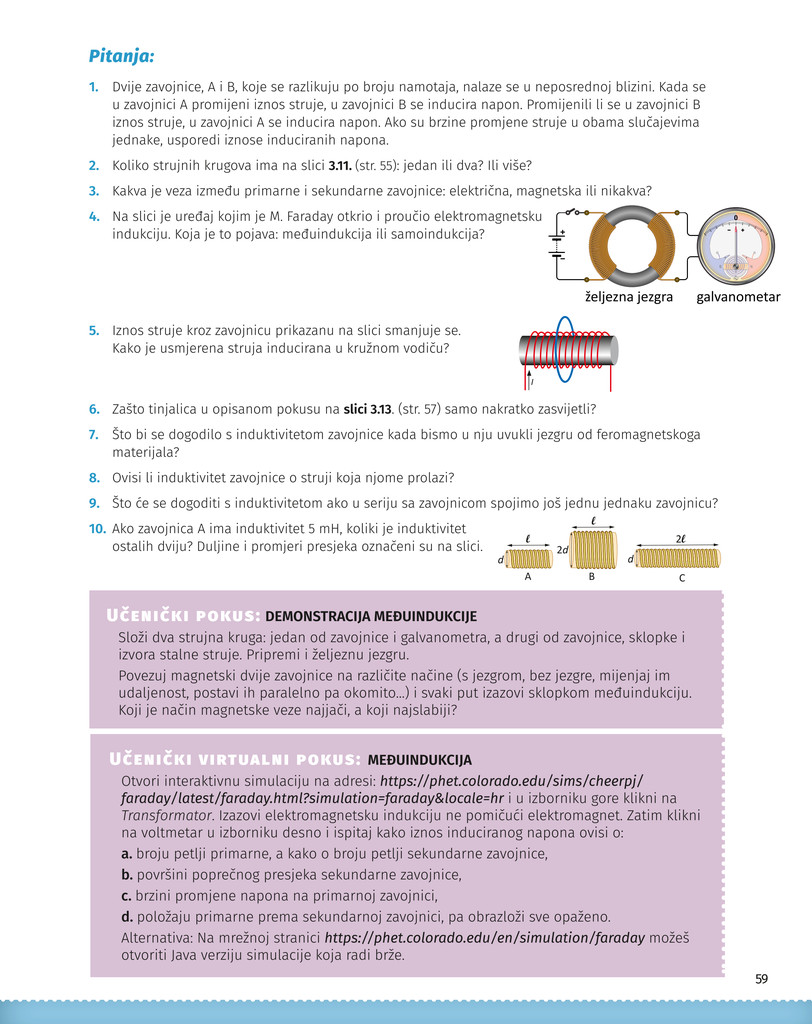 Pitanja:
1. Dvije zavojnice, A i B, koje se razlikuju po broju namotaja, nalaze se u neposrednoj blizini. Kada se
u zavojnici A promijeni iznos struje, u zavojnici B se inducira napon. Promijenili li se u zavojnici B
iznos struje, u zavojnici A se inducira napon. Ako su brzine promjene struje u obama slučajevima
jednake, usporedi iznose induciranih napona.
2. Koliko strujnih krugova ima na slici 3.11. (str. 55): jedan ili dva? Ili više?
3. Kakva je veza između primarne i sekundarne zavojnice: električna, magnetska ili nikakva?
4. Na slici je uređaj kojim je M. Faraday otkrio i proučio elektromagnetsku
indukciju. Koja je to pojava: međuindukcija ili samoindukcija?
+
−
0
− +
željezna jezgra galvanometar
5. Iznos struje kroz zavojnicu prikazanu na slici smanjuje se.
Kako je usmjerena struja inducirana u kružnom vodiču?
I
6. Zašto tinjalica u opisanom pokusu na slici 3.13. (str. 57) samo nakratko zasvijetli?
7. Što bi se dogodilo s induktivitetom zavojnice kada bismo u nju uvukli jezgru od feromagnetskoga
materijala?
8. Ovisi li induktivitet zavojnice o struji koja njome prolazi?
9. Što će se dogoditi s induktivitetom ako u seriju sa zavojnicom spojimo još jednu jednaku zavojnicu?
10. Ako zavojnica A ima induktivitet 5 mH, koliki je induktivitet
ostalih dviju? Duljine i promjeri presjeka označeni su na slici.
ℓ ℓ 2ℓ
d 2d d
A B C
Učenički pokus: DEMONSTRACIJA MEĐUINDUKCIJE
Složi dva strujna kruga: jedan od zavojnice i galvanometra, a drugi od zavojnice, sklopke i
izvora stalne struje. Pripremi i željeznu jezgru.
Povezuj magnetski dvije zavojnice na različite načine (s jezgrom, bez jezgre, mijenjaj im
udaljenost, postavi ih paralelno pa okomito...) i svaki put izazovi sklopkom međuindukciju.
Koji je način magnetske veze najjači, a koji najslabiji?
Učenički virtualni pokus: MEĐUINDUKCIJA
Otvori interaktivnu simulaciju na adresi: https://phet.colorado.edu/sims/cheerpj/
faraday/latest/faraday.html?simulation=faraday&locale=hr i u izborniku gore klikni na
Transformator. Izazovi elektromagnetsku indukciju ne pomičući elektromagnet. Zatim klikni
na voltmetar u izborniku desno i ispitaj kako iznos induciranog napona ovisi o:
a. broju petlji primarne, a kako o broju petlji sekundarne zavojnice,
b. površini poprečnog presjeka sekundarne zavojnice,
c. brzini promjene napona na primarnoj zavojnici,
d. položaju primarne prema sekundarnoj zavojnici, pa obrazloži sve opaženo.
Alternativa: Na mrežnoj stranici https://phet.colorado.edu/en/simulation/faraday možeš
otvoriti Java verziju simulacije koja radi brže.
59